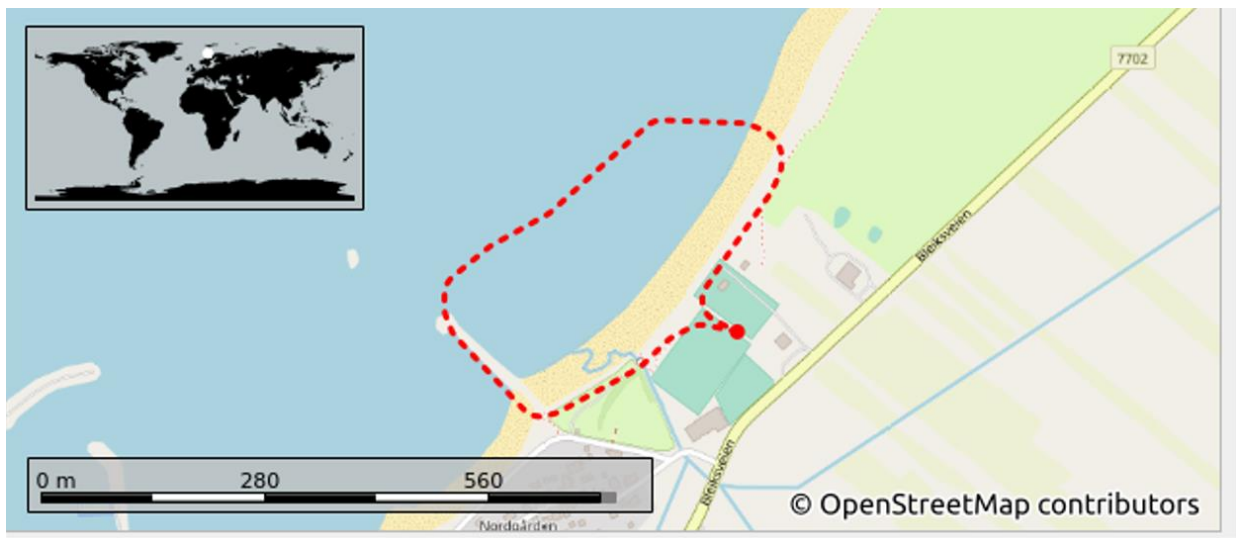 7702
Bleiksveien
0 m 280 560
Bleiksveien
© OpenStreetMap contributors
Nordgården